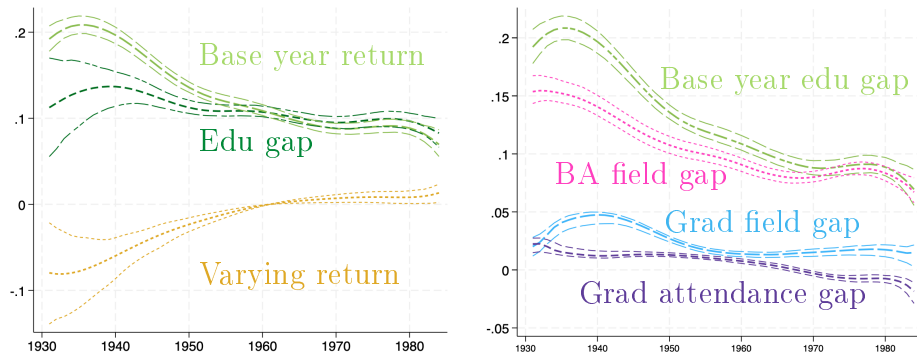 .2
.1
0
-.1
1930 1940 1950 1960 1970 1980
Base year return
Edu gap
Varying return
.2
.15
.1
.05
0
-.05
1930 1940 1950 1960 1970 1980
Base year edu gap
BA field gap
Grad field gap
Grad attendance gap